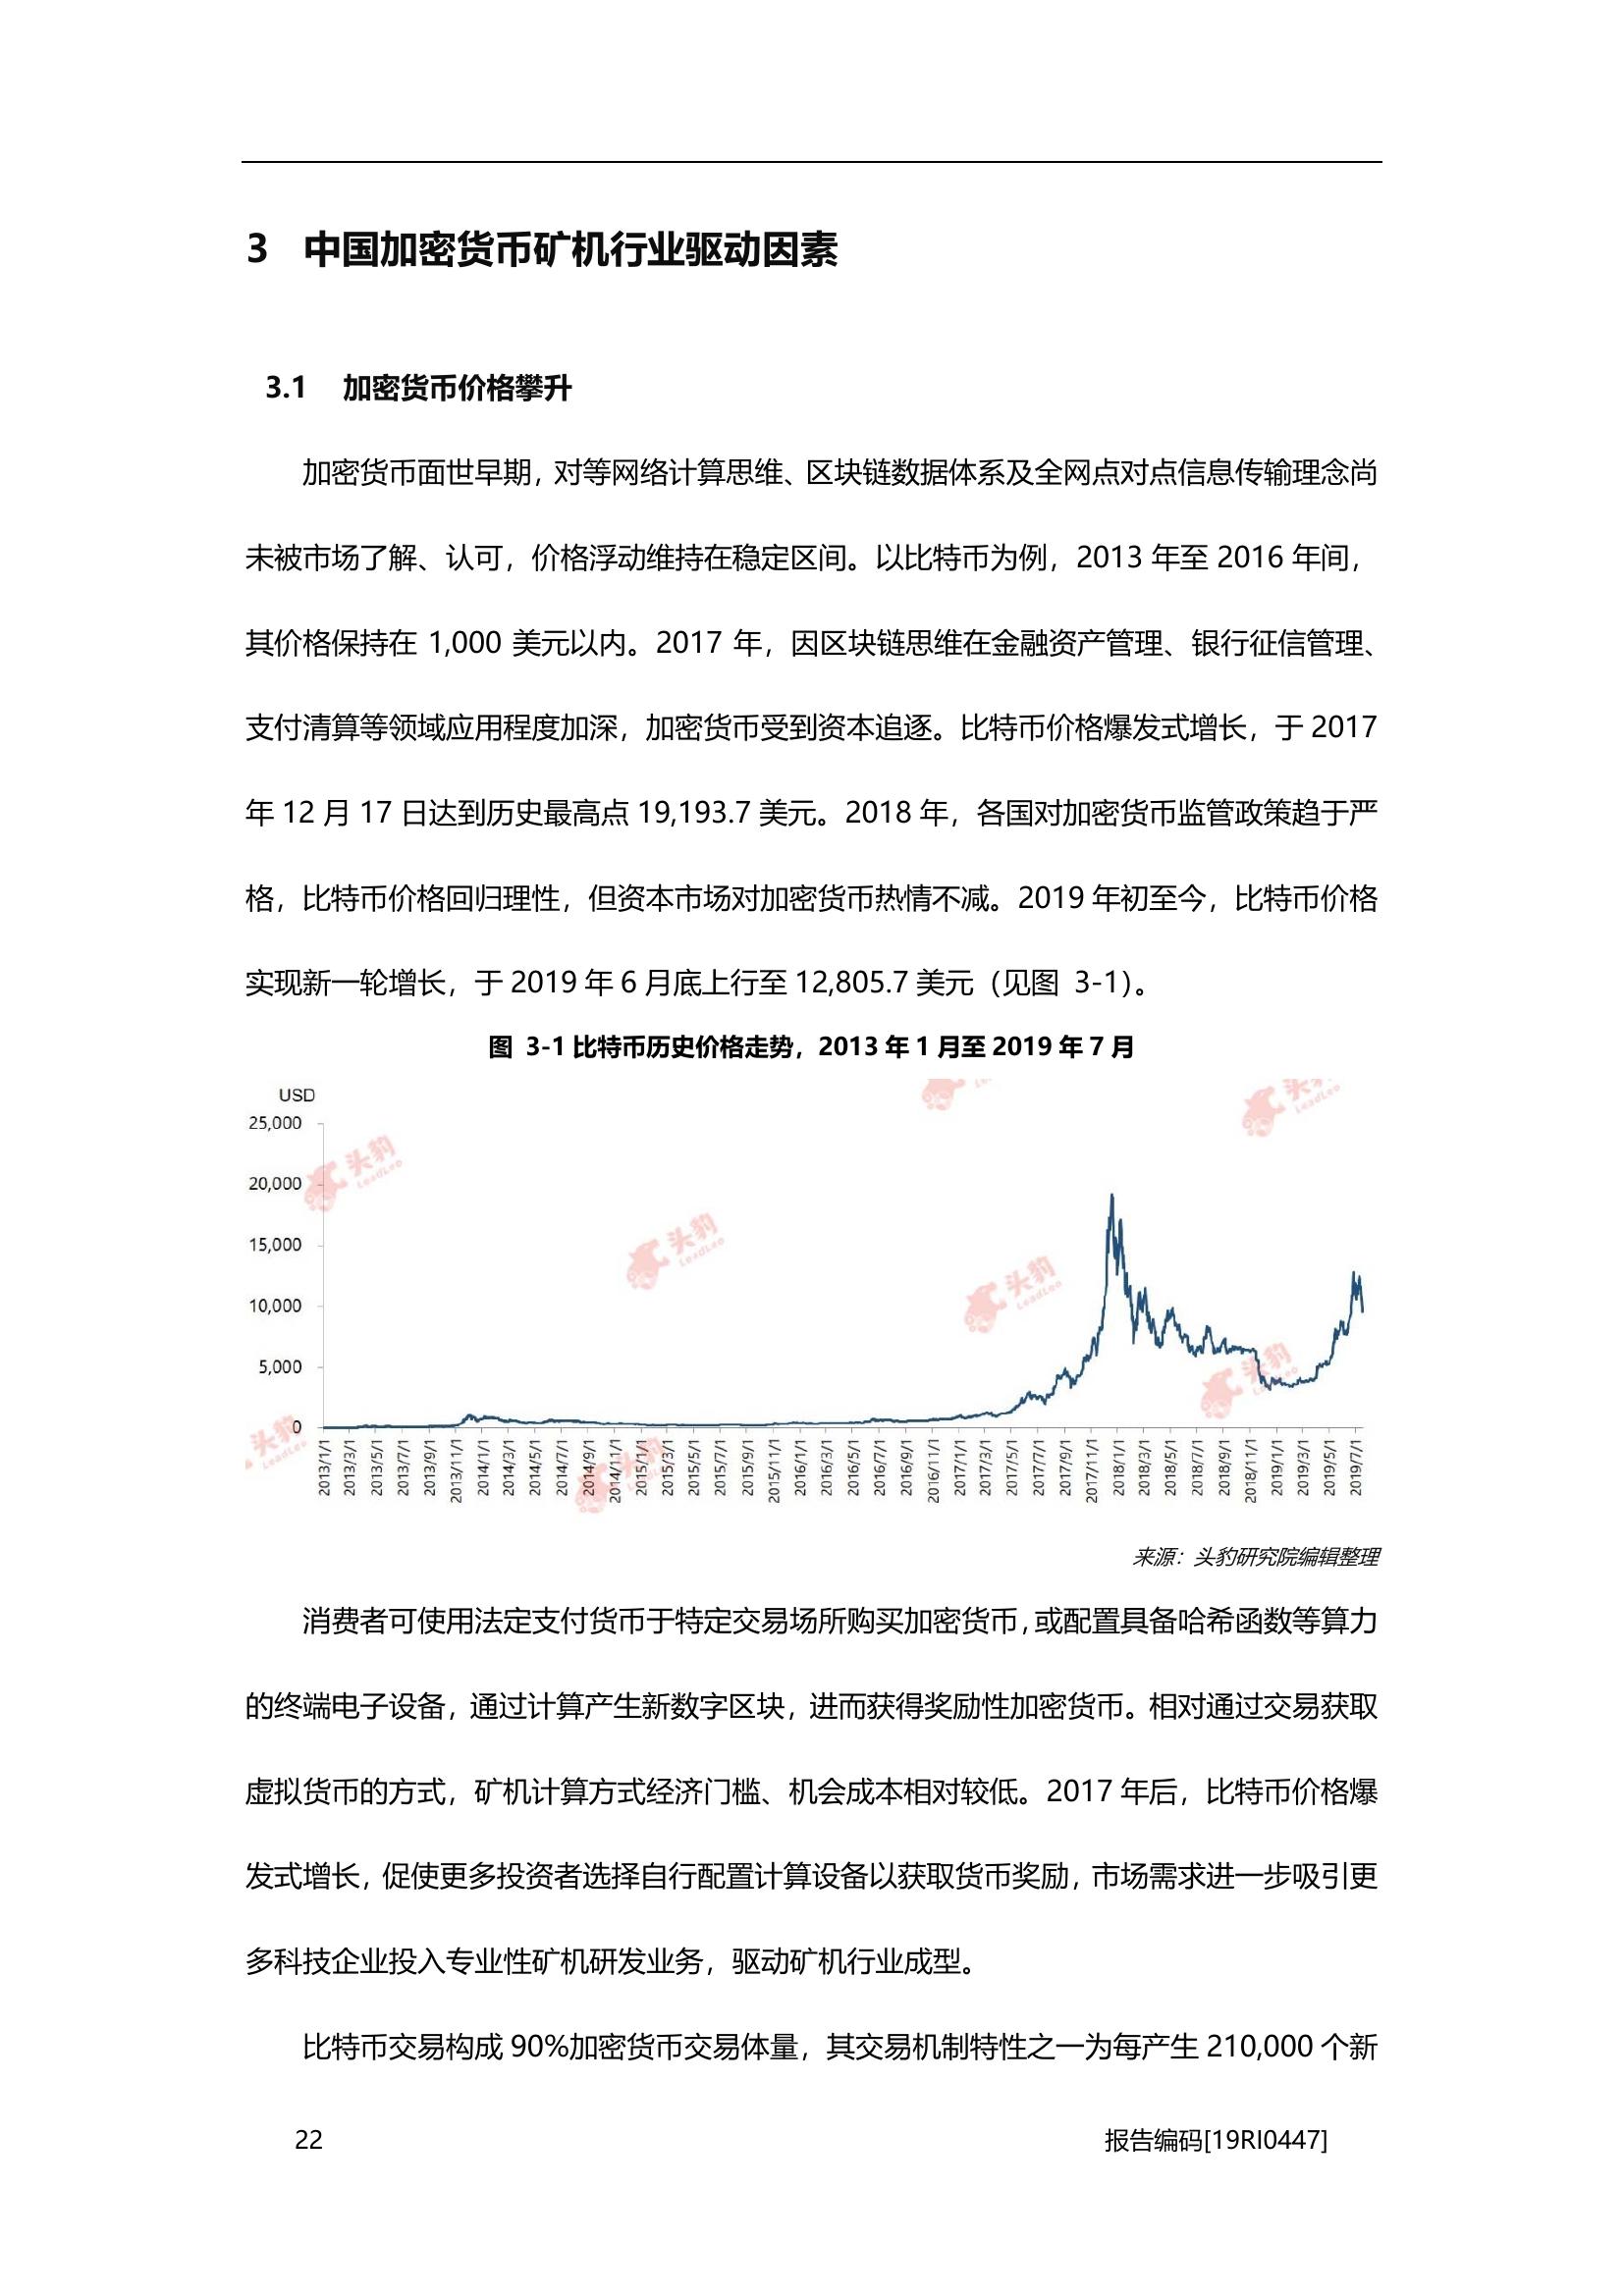 3 中国加密货币矿机行业驱动因素
3.1 加密货币价格攀升
加密货币面世早期，对等网络计算思维、区块链数据体系及全网点对点信息传输理念尚
未被市场了解、认可，价格浮动维持在稳定区间。以比特币为例，2013 年至 2016 年间，
其价格保持在 1,000 美元以内。2017 年，因区块链思维在金融资产管理、银行征信管理、
支付清算等领域应用程度加深，加密货币受到资本追逐。比特币价格爆发式增长，于 2017
年 12 月 17 日达到历史最高点 19,193.7 美元。2018 年，各国对加密货币监管政策趋于严
格，比特币价格回归理性，但资本市场对加密货币热情不减。2019 年初至今，比特币价格
实现新一轮增长，于 2019 年 6 月底上行至 12,805.7 美元（见图 3-1）。
图 3-1 比特币历史价格走势，2013 年 1 月至 2019 年 7 月
USD
25,000
20,000
15,000
10,000
5,000
0
2013/1/1 2013/3/1 2013/5/1 2013/7/1 2013/9/1 2013/11/1 2014/1/1 2014/3/1 2014/5/1 2014/7/1 2014/9/1 2014/11/1 2015/1/1 2015/3/1 2015/5/1 2015/7/1 2015/9/1 2015/11/1 2016/1/1 2016/3/1 2016/5/1 2016/7/1 2016/9/1 2016/11/1 2017/1/1 2017/3/1 2017/5/1 2017/7/1 2017/9/1 2017/11/1 2018/1/1 2018/3/1 2018/5/1 2018/7/1 2018/9/1 2018/11/1 2019/1/1 2019/3/1 2019/5/1 2019/7/1
头豹
LeadLeo
头豹
LeadLeo
头豹
LeadLeo
头豹
LeadLeo
头豹
LeadLeo
头豹
LeadLeo
头豹
LeadLeo
来源：头豹研究院编辑整理
消费者可使用法定支付货币于特定交易场所购买加密货币，或配置具备哈希函数等算力
的终端电子设备，通过计算产生新数字区块，进而获得奖励性加密货币。相对通过交易获取
虚拟货币的方式，矿机计算方式经济门槛、机会成本相对较低。2017 年后，比特币价格爆
发式增长，促使更多投资者选择自行配置计算设备以获取货币奖励，市场需求进一步吸引更
多科技企业投入专业性矿机研发业务，驱动矿机行业成型。
比特币交易构成 90%加密货币交易体量，其交易机制特性之一为每产生 210,000 个新
22 报告编码[19RI0447]